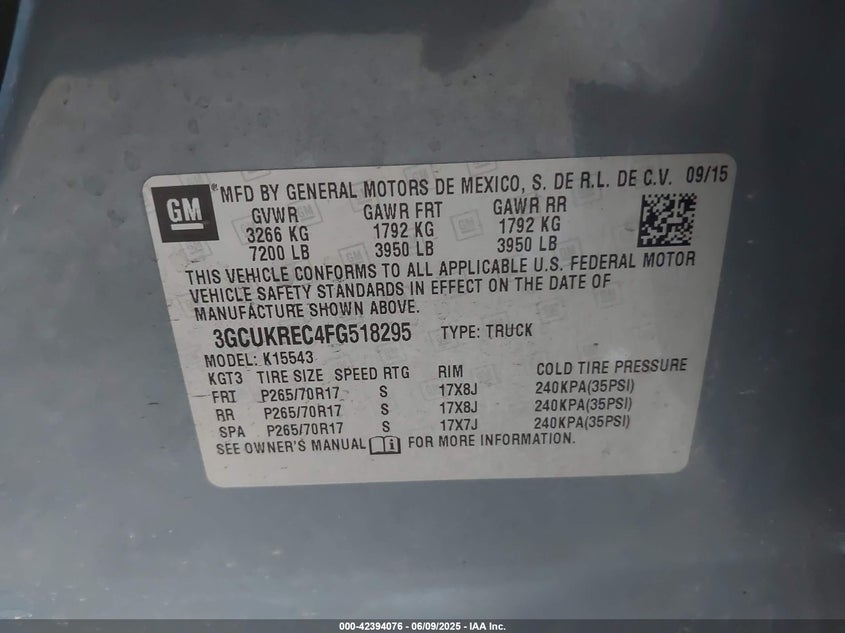 GM ® MFD BY GENERAL MOTORS DE MEXICO, S. DE R.L. DE C.V. 09/15
GVWR GAWR FRT GAWR RR
3266 KG 1792 KG 1792 KG
7200 LB 3950 LB 3950 LB
THIS VEHICLE CONFORMS TO ALL APPLICABLE U.S. FEDERAL MOTOR
VEHICLE SAFETY STANDARDS IN EFFECT ON THE DATE OF
MANUFACTURE SHOWN ABOVE.
3GCUKREC4FG518295 TYPE: TRUCK
MODEL: K15543
KGT3 TIRE SIZE SPEED RTG RIM COLD TIRE PRESSURE
FRT P265/70R17 S 17X8J 240KPA(35PSI)
RR P265/70R17 S 17X8J 240KPA(35PSI)
SPA P265/70R17 S 17X7J 240KPA(35PSI)
SEE OWNER'S MANUAL i FOR MORE INFORMATION.
000-42394076 - 06/09/2025 - IAA Inc.